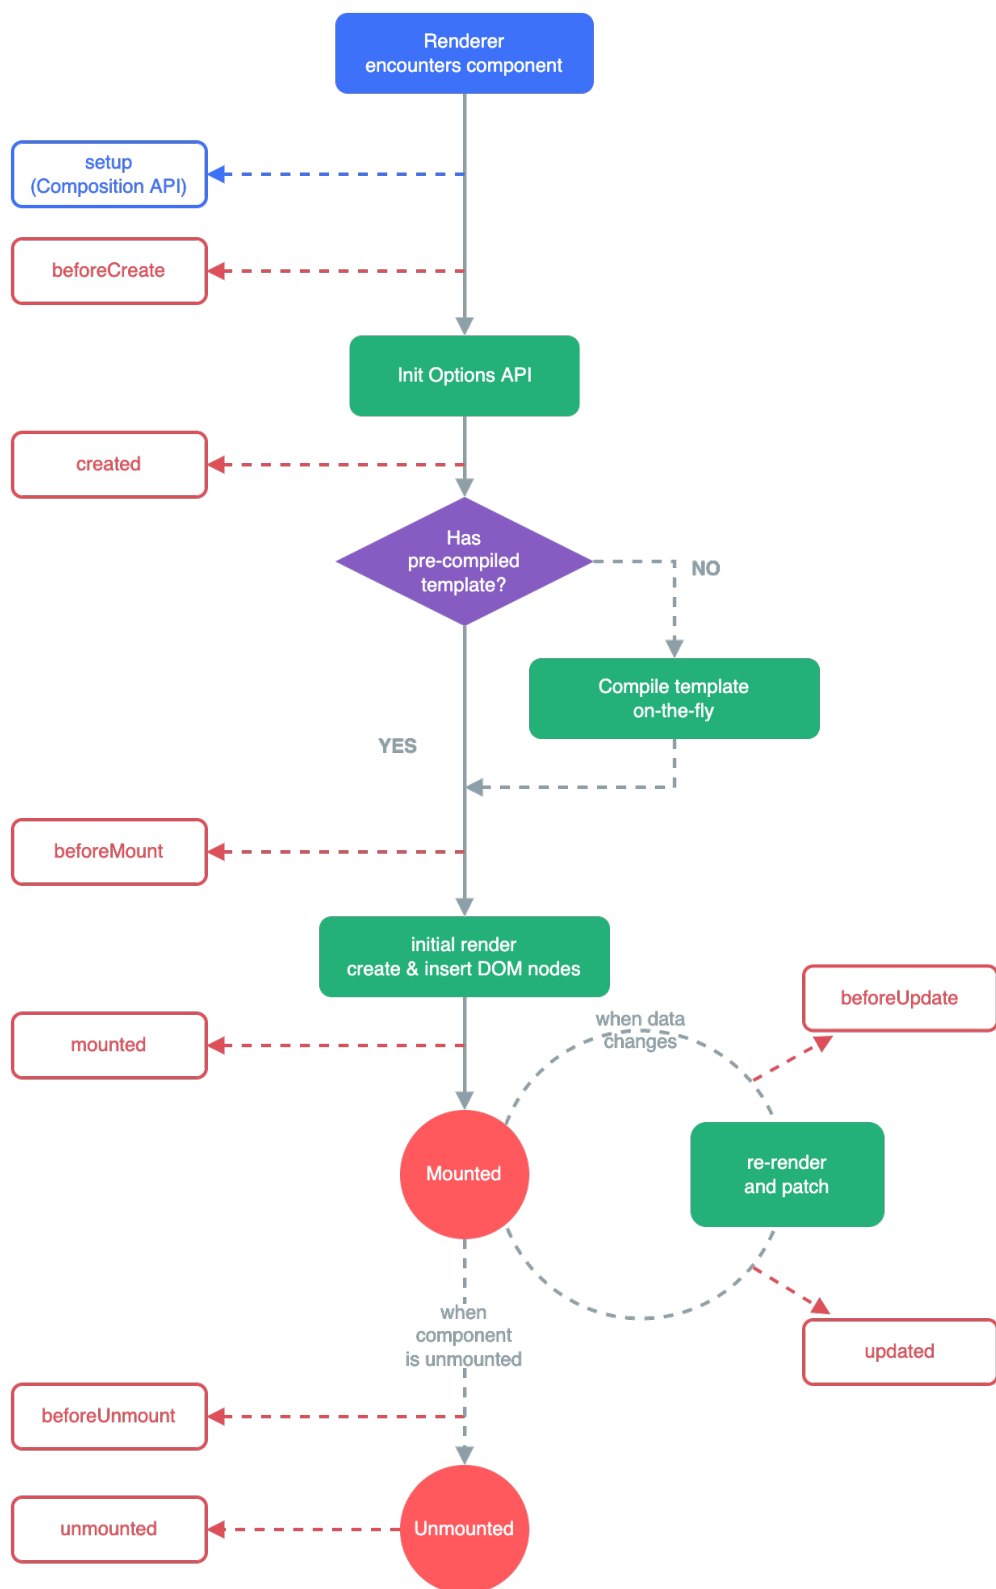 Renderer
encounters component
setup
(Composition API)
beforeCreate
Init Options API
created
Has
pre-compiled
template?
NO
Compile template
on-the-fly
YES
beforeMount
initial render
create & insert DOM nodes
beforeUpdate
mounted
when data
changes
Mounted
re-render
and patch
when
component
is unmounted
updated
beforeUnmount
unmounted
Unmounted